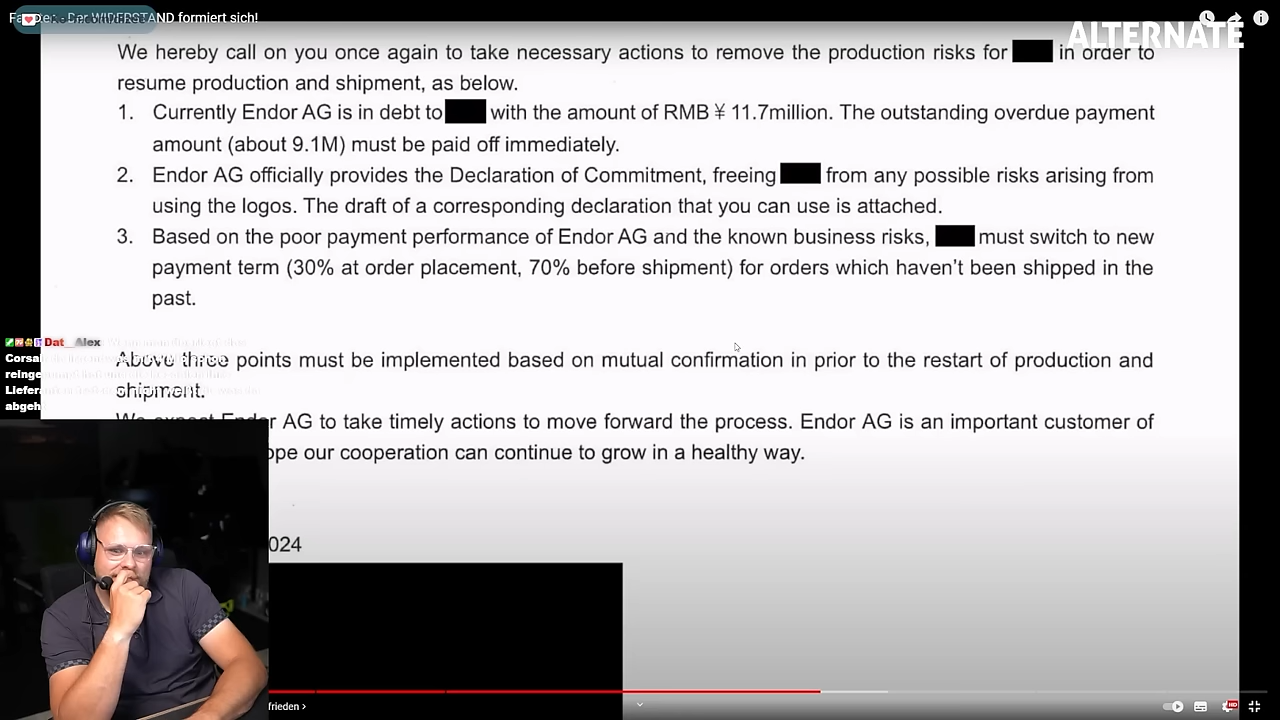 Der WIDERSTAND formiert sich!
ALTERNATE
We hereby call on you once again to take necessary actions to remove the production risks for in order to
resume production and shipment, as below.
1. Currently Endor AG is in debt to with the amount of RMB ¥ 11.7million. The outstanding overdue payment
amount (about 9.1M) must be paid off immediately.
2. Endor AG officially provides the Declaration of Commitment, freeing from any possible risks arising from
using the logos. The draft of a corresponding declaration that you can use is attached.
3. Based on the poor payment performance of Endor AG and the known business risks, must switch to new
payment term (30% at order placement, 70% before shipment) for orders which haven't been shipped in the
past.
Dat__Alex
Above three points must be implemented based on mutual confirmation in prior to the restart of production and
shipment.
We expect Endor AG to take timely actions to move forward the process. Endor AG is an important customer of
ope our cooperation can continue to grow in a healthy way.
024
frieden ›
HD